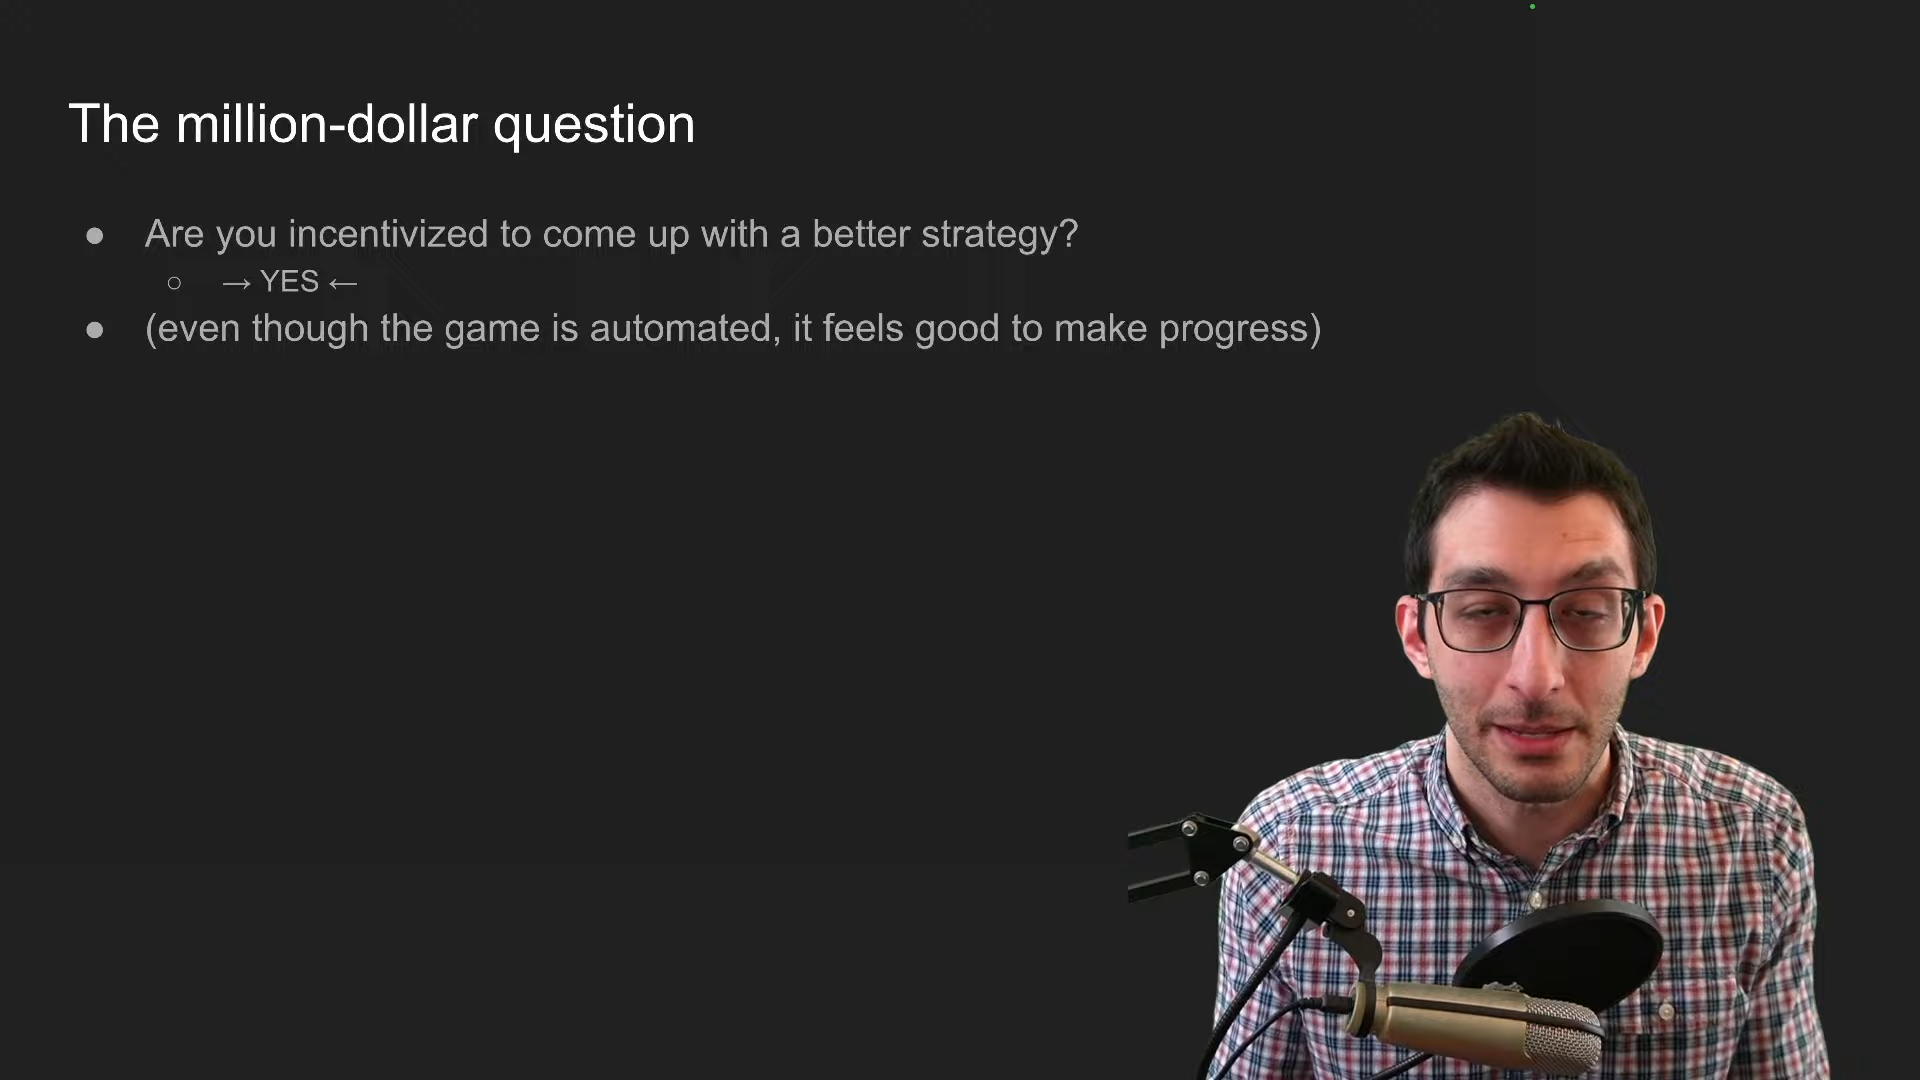 The million-dollar question
● Are you incentivized to come up with a better strategy?
○ → YES ←
● (even though the game is automated, it feels good to make progress)